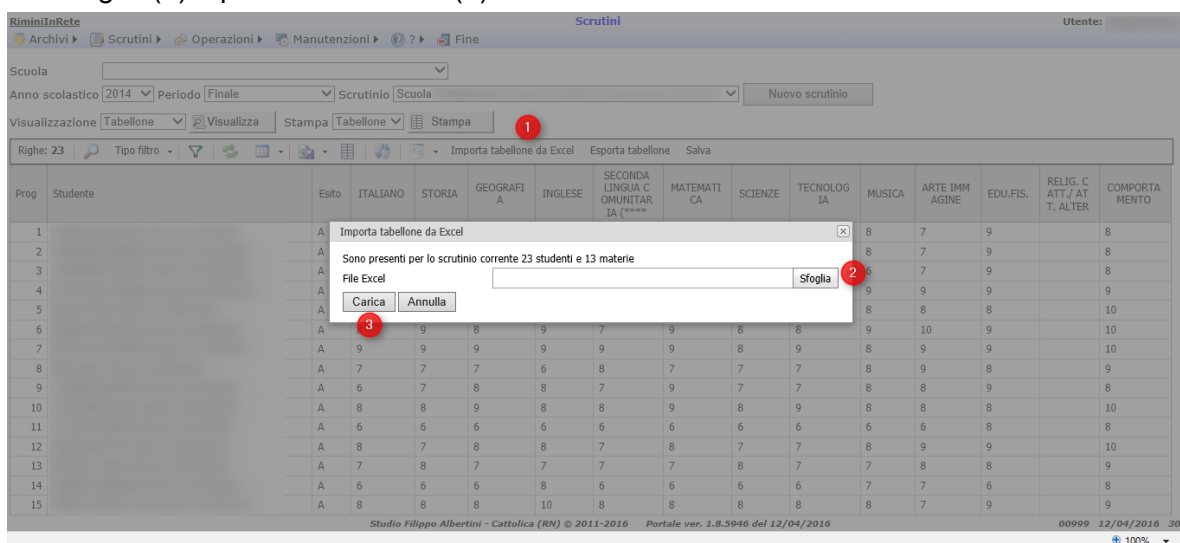 RiminiInRete Scrutini Utente:
Archivi Scrutini Operazioni Manutenzioni ? Fine
Scuola
Anno scolastico 2014 Periodo Finale Scrutinio Scuola Nuovo scrutinio
Visualizzazione Tabellone Visualizza Stampa Tabellone Stampa 1
Righe: 23 Tipo filtro Importa tabellone da Excel Esporta tabellone Salva
Prog Studente Esito ITALIANO STORIA GEOGRAFI A INGLESE SECONDA LINGUA C OMUNITAR IA (**** MATEMATI CA SCIENZE TECNOLOG IA MUSICA ARTE IMM AGINE EDU.FIS. RELIG. C ATT./ AT T. ALTER COMPORTA MENTO
1 A 8 7 9 8
2 A 8 7 9 8
3 A 7 9 8
4 A 9 9 9 9
5 A 8 8 8 10
Importa tabellone da Excel
Sono presenti per lo scrutinio corrente 23 studenti e 13 materie
File Excel Sfoglia 2
Carica Annulla
3
6 A 9 8 9 7 9 8 8 9 10 9 10
7 A 9 9 9 9 9 9 8 9 8 9 9 10
8 A 7 7 7 6 8 7 7 7 8 9 8 9
9 A 6 7 8 8 7 9 7 7 8 8 9 8
10 A 8 8 9 8 8 9 8 9 8 8 8 10
11 A 6 6 6 6 6 6 6 6 6 6 8 8
12 A 8 7 8 8 7 8 7 7 8 9 9 10
13 A 7 8 7 7 7 7 8 7 7 8 8 9
14 A 6 6 6 8 6 6 6 6 7 7 6 8
15 A 8 8 8 10 8 8 8 8 8 7 9 9
Studio Filippo Albertini - Cattolica (RN) © 2011-2016 Portale ver. 1.8.5946 del 12/04/2016 00999 12/04/2016 30
100%